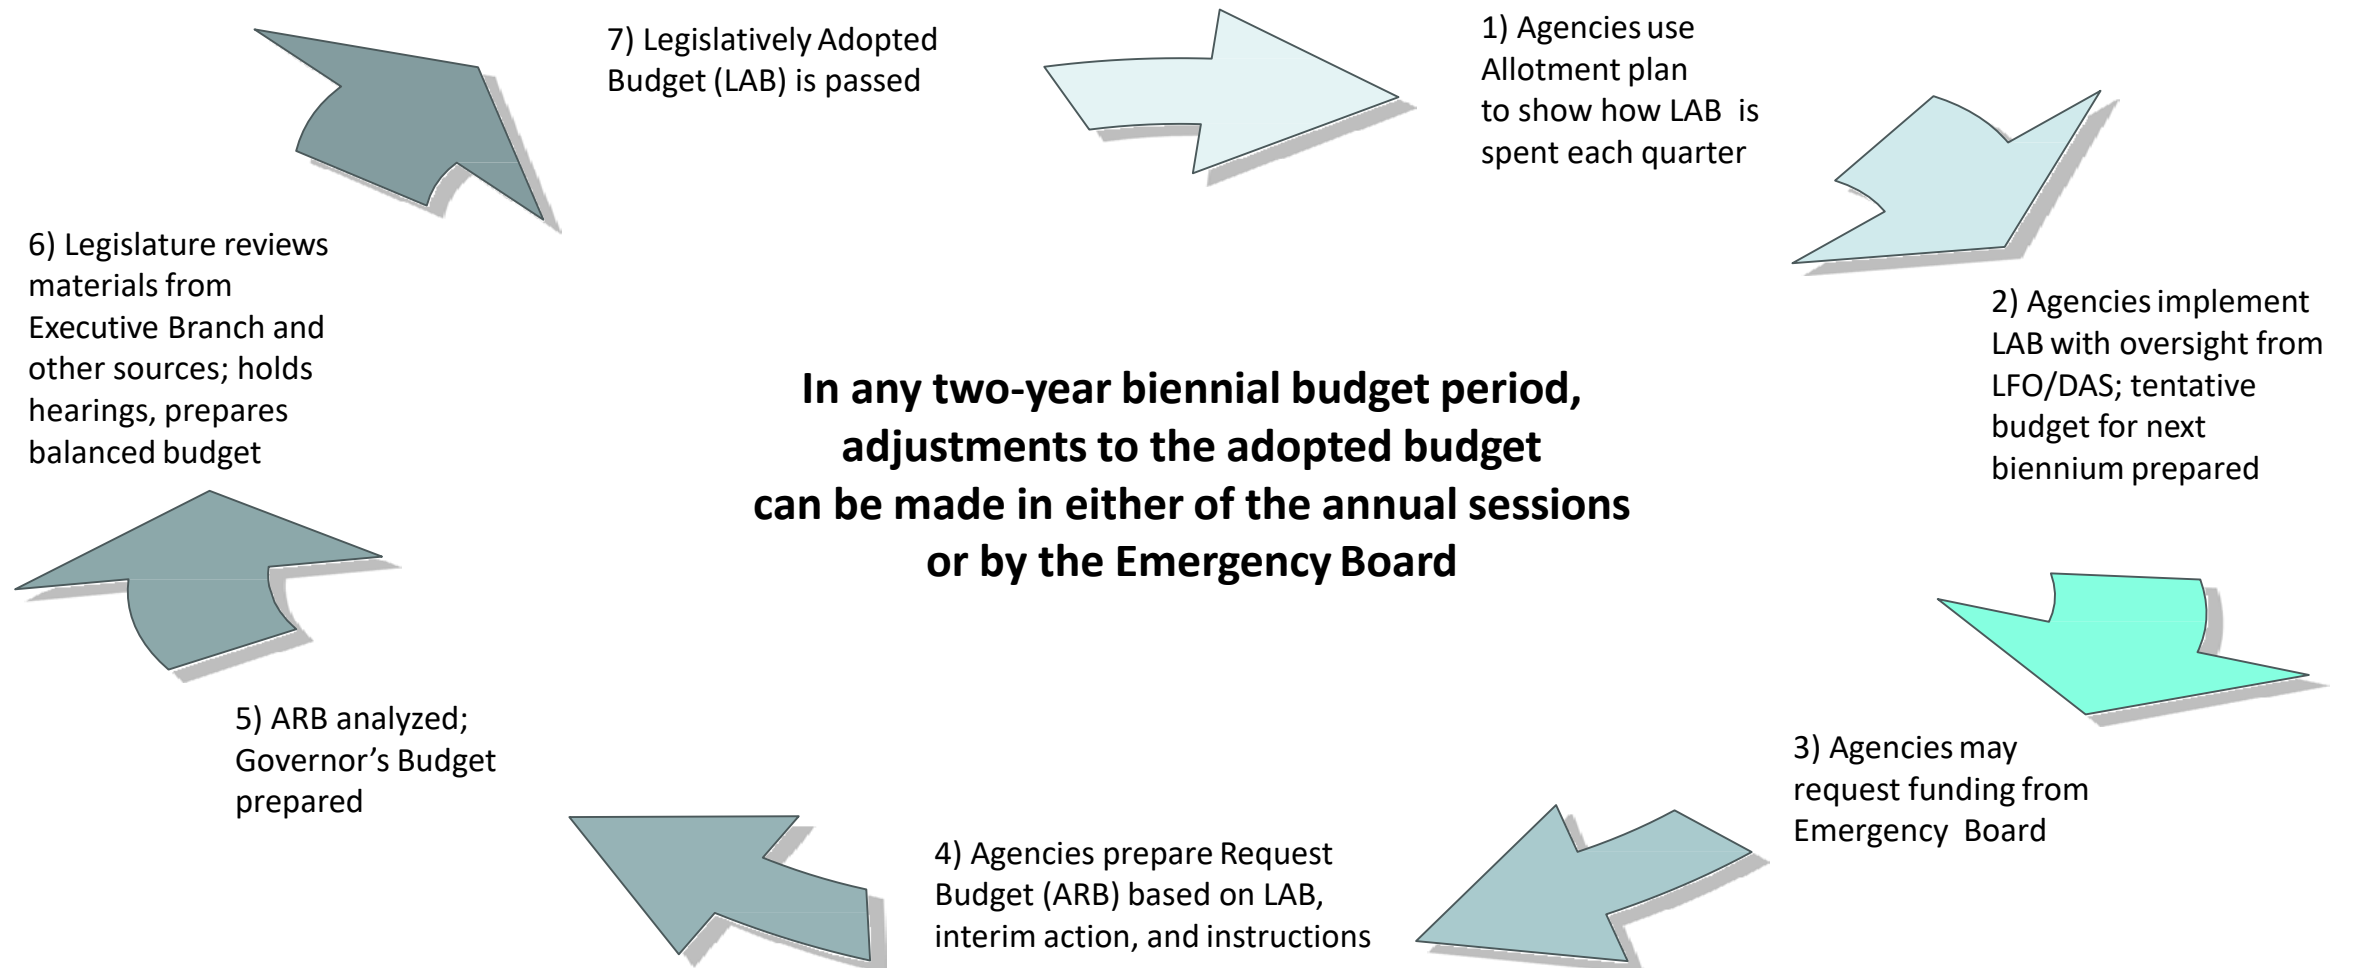 7) Legislatively Adopted
Budget (LAB) is passed
1) Agencies use
Allotment plan
to show how LAB is
spent each quarter
2) Agencies implement
LAB with oversight from
LFO/DAS; tentative
budget for next
biennium prepared
3) Agencies may
request funding from
Emergency Board
4) Agencies prepare Request
Budget (ARB) based on LAB,
interim action, and instructions
5) ARB analyzed;
Governor’s Budget
prepared
6) Legislature reviews
materials from
Executive Branch and
other sources; holds
hearings, prepares
balanced budget
In any two-year biennial budget period,
adjustments to the adopted budget
can be made in either of the annual sessions
or by the Emergency Board